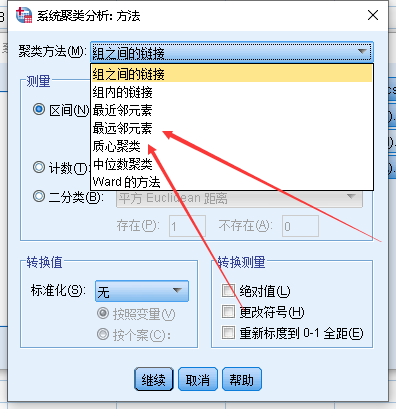 系统聚类分析: 方法
聚类方法(M): 组之间的链接
组之间的链接
组内的链接
最近邻元素
最远邻元素
质心聚类
中位数聚类
Ward 的方法
测量
区间(N)
计数(T):
二分类(B): 平方 Euclidean 距离
存在(P): 1 不存在(A): 0
转换值
标准化(S): 无
按照变量(V)
按个案(C):
转换测量
绝对值(L)
更改符号(H)
重新标度到 0-1 全距(E)
继续 取消 帮助